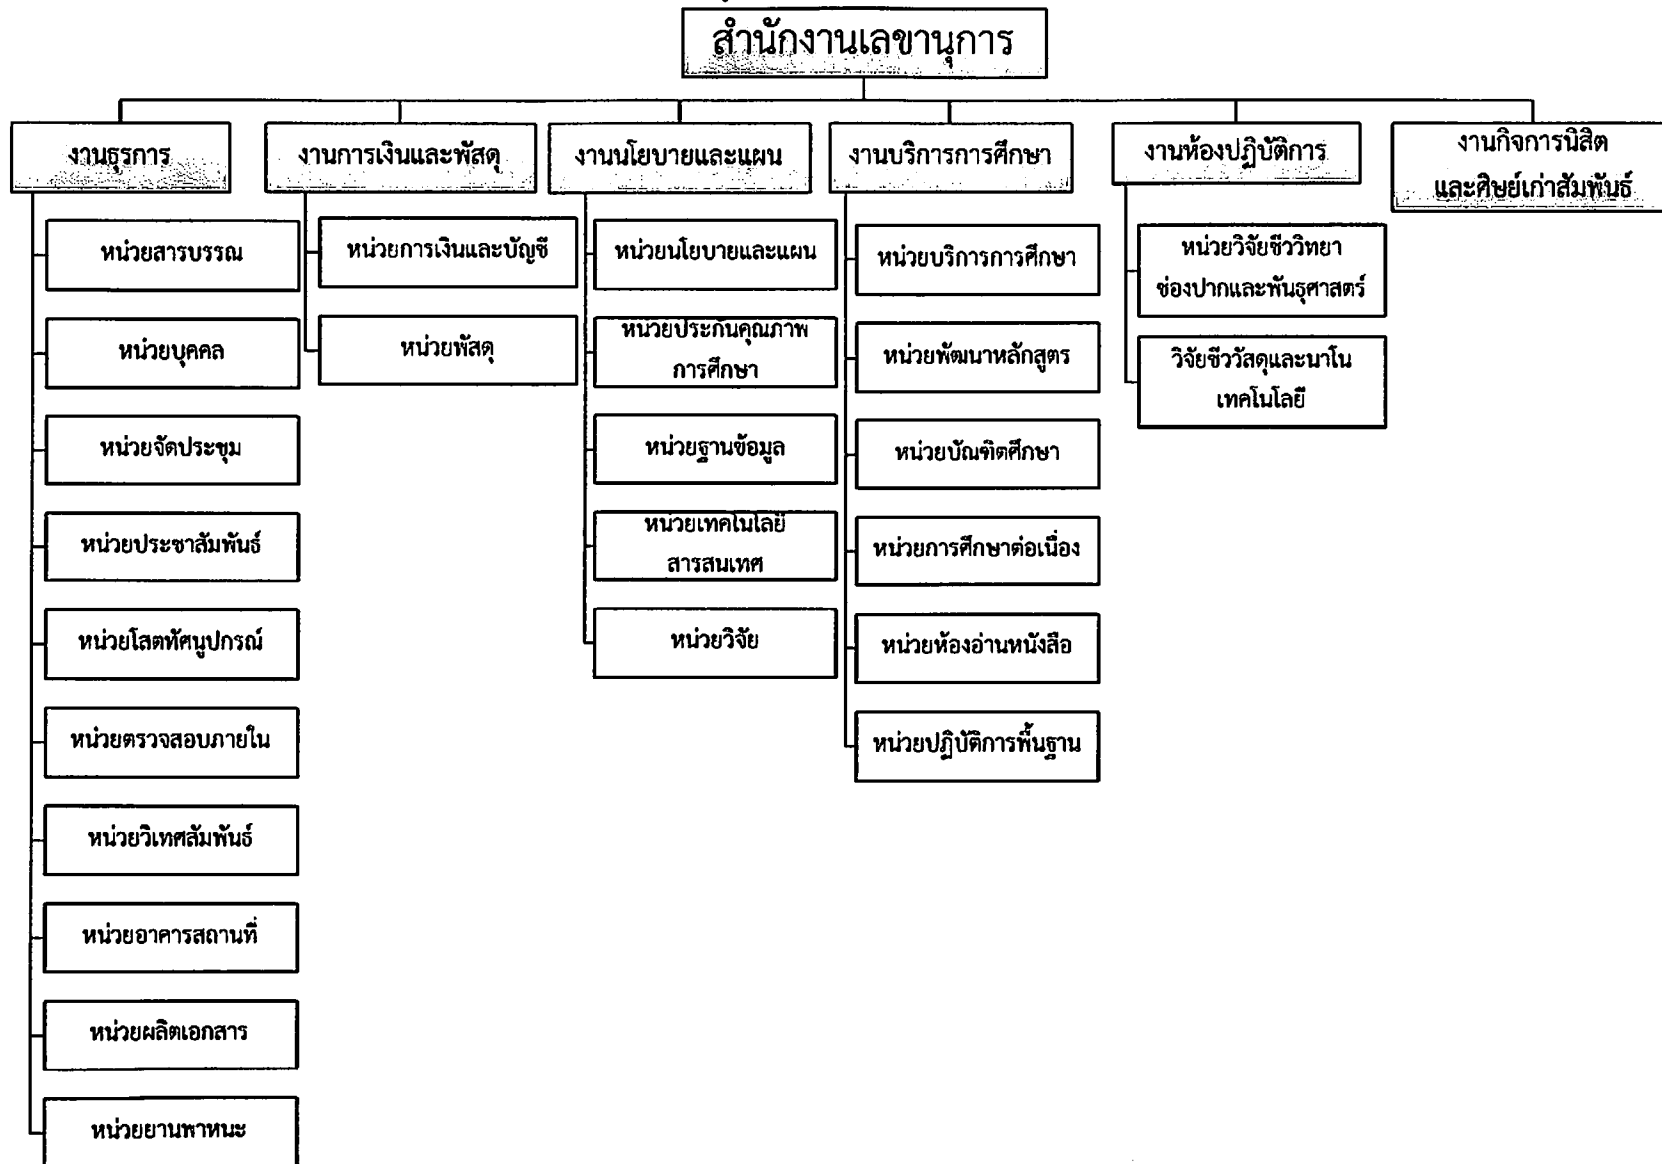 สำนักงานเลขานุการ
งานธุรการ
หน่วยสารบรรณ
หน่วยบุคคล
หน่วยจัดประชุม
หน่วยประชาสัมพันธ์
หน่วยโสตทัศนูปกรณ์
หน่วยตรวจสอบภายใน
หน่วยวิเทศสัมพันธ์
หน่วยอาคารสถานที่
หน่วยผลิตเอกสาร
หน่วยยานพาหนะ
งานการเงินและพัสดุ
หน่วยการเงินและบัญชี
หน่วยพัสดุ
งานนโยบายและแผน
หน่วยนโยบายและแผน
หน่วยประกันคุณภาพ
การศึกษา
หน่วยฐานข้อมูล
หน่วยเทคโนโลยี
สารสนเทศ
หน่วยวิจัย
งานบริการการศึกษา
หน่วยบริการการศึกษา
หน่วยพัฒนาหลักสูตร
หน่วยบัณฑิตศึกษา
หน่วยการศึกษาต่อเนื่อง
หน่วยห้องอ่านหนังสือ
หน่วยปฏิบัติการพื้นฐาน
งานห้องปฏิบัติการ
หน่วยวิจัยชีววิทยา
ช่องปากและพันธุศาสตร์
วิจัยชีววัสดุและนาโน
เทคโนโลยี
งานกิจการนิสิต
และศิษย์เก่าสัมพันธ์